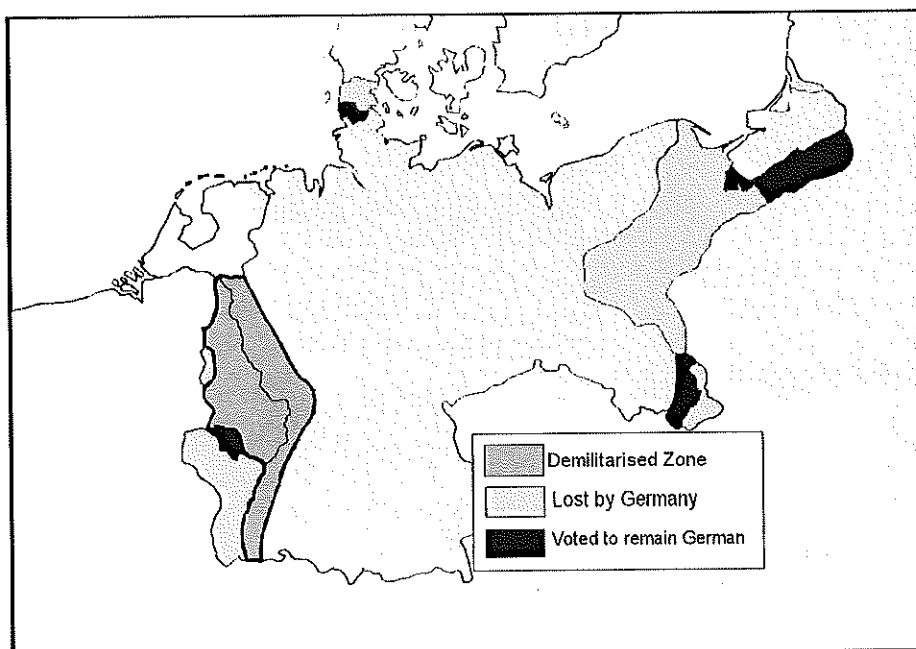 Demilitarised Zone
Lost by Germany
Voted to remain German